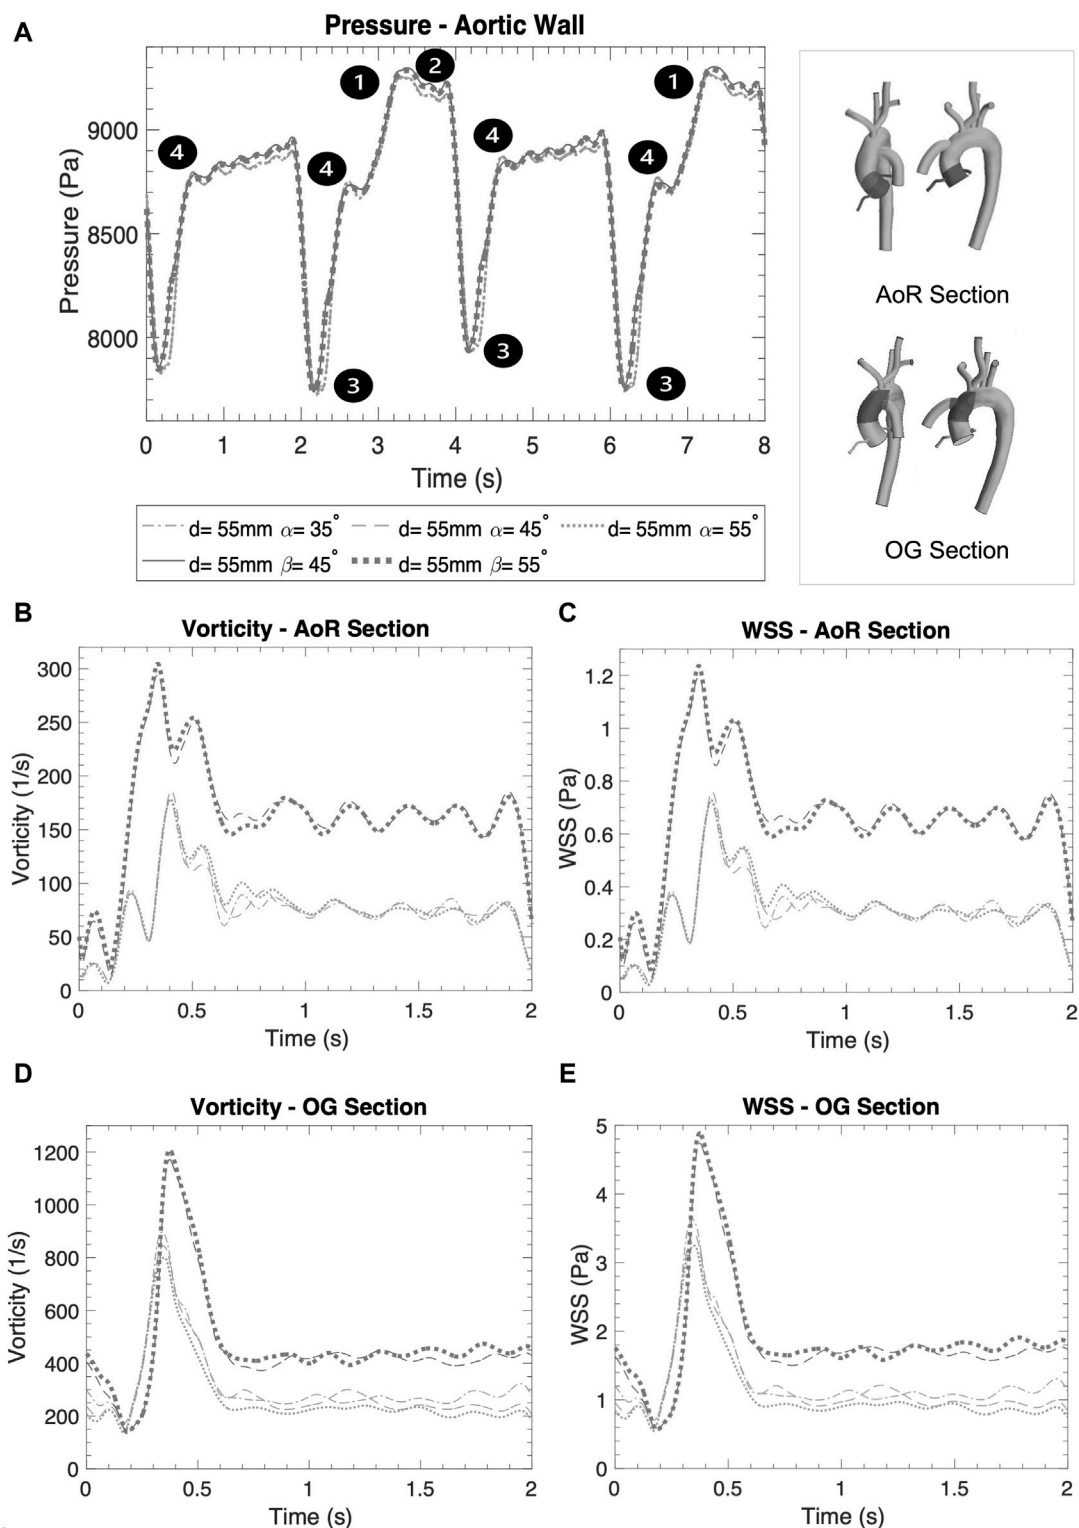 A
Pressure - Aortic Wall
Pressure (Pa)
9000
8500
8000
1
2
1
4
4
4
4
3
3
3
0 1 2 3 4 5 6 7 8
Time (s)
d= 55mm α= 35°
d= 55mm α= 45°
d= 55mm α= 55°
d= 55mm β= 45°
d= 55mm β= 55°
AoR Section
OG Section
B
Vorticity - AoR Section
Vorticity (1/s)
300
250
200
150
100
50
0
0 0.5 1 1.5 2
Time (s)
C
WSS - AoR Section
WSS (Pa)
1.2
1
0.8
0.6
0.4
0.2
0
0 0.5 1 1.5 2
Time (s)
D
Vorticity - OG Section
Vorticity (1/s)
1200
1000
800
600
400
200
0
0 0.5 1 1.5 2
Time (s)
E
WSS - OG Section
WSS (Pa)
5
4
3
2
1
0
0 0.5 1 1.5 2
Time (s)